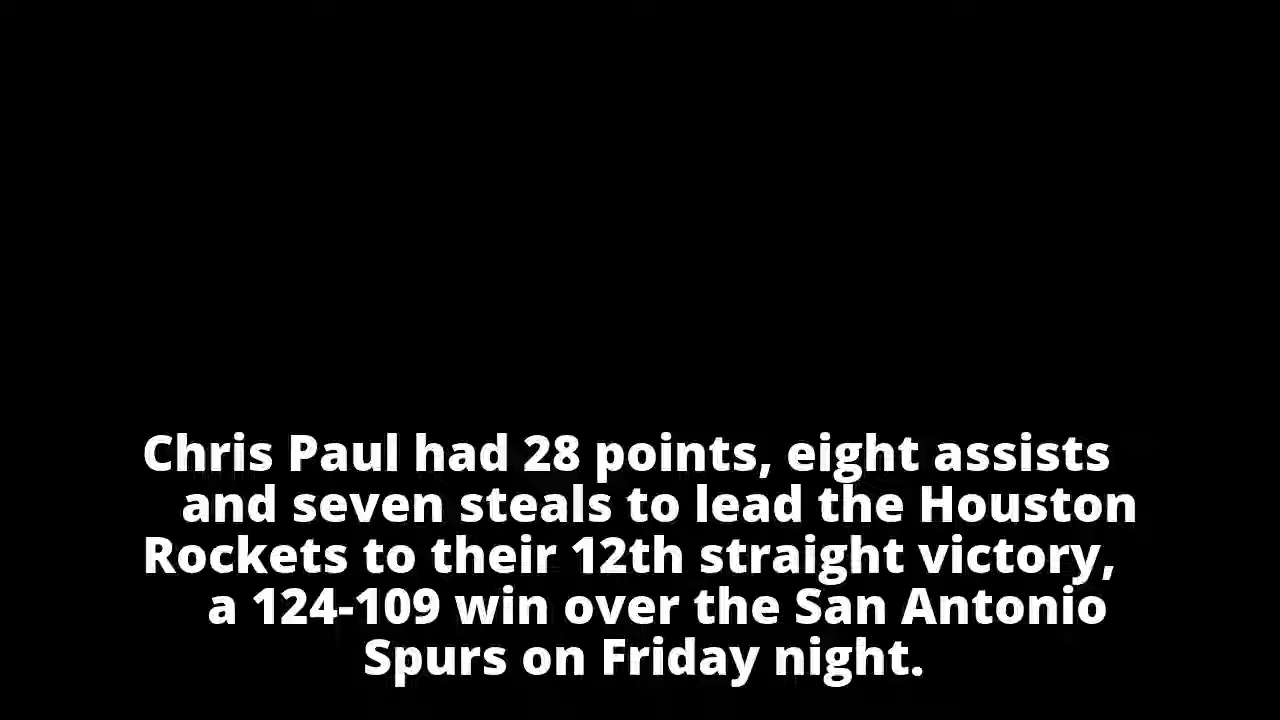 Chris Paul had 28 points, eight assists
and seven steals to lead the Houston
Rockets to their 12th straight victory,
a 124-109 win over the San Antonio
Spurs on Friday night.